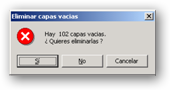 Eliminar capas vacias
Hay 102 capas vacias.
¿ Quieres eliminarlas ?
Sí
No
Cancelar